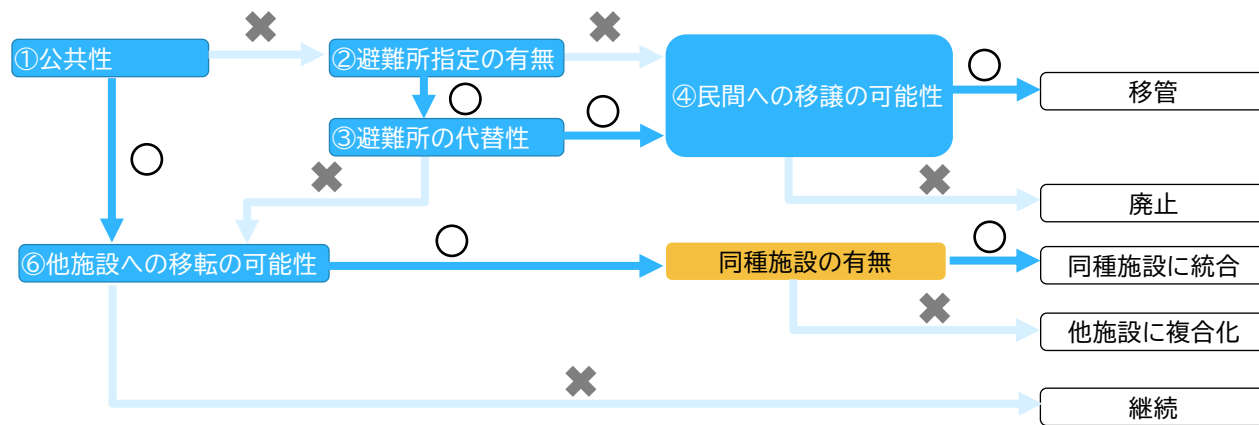 ①公共性
②避難所指定の有無
③避難所の代替性
④民間への移譲の可能性
移管
廃止
⑥他施設への移転の可能性
同種施設の有無
同種施設に統合
他施設に複合化
継続